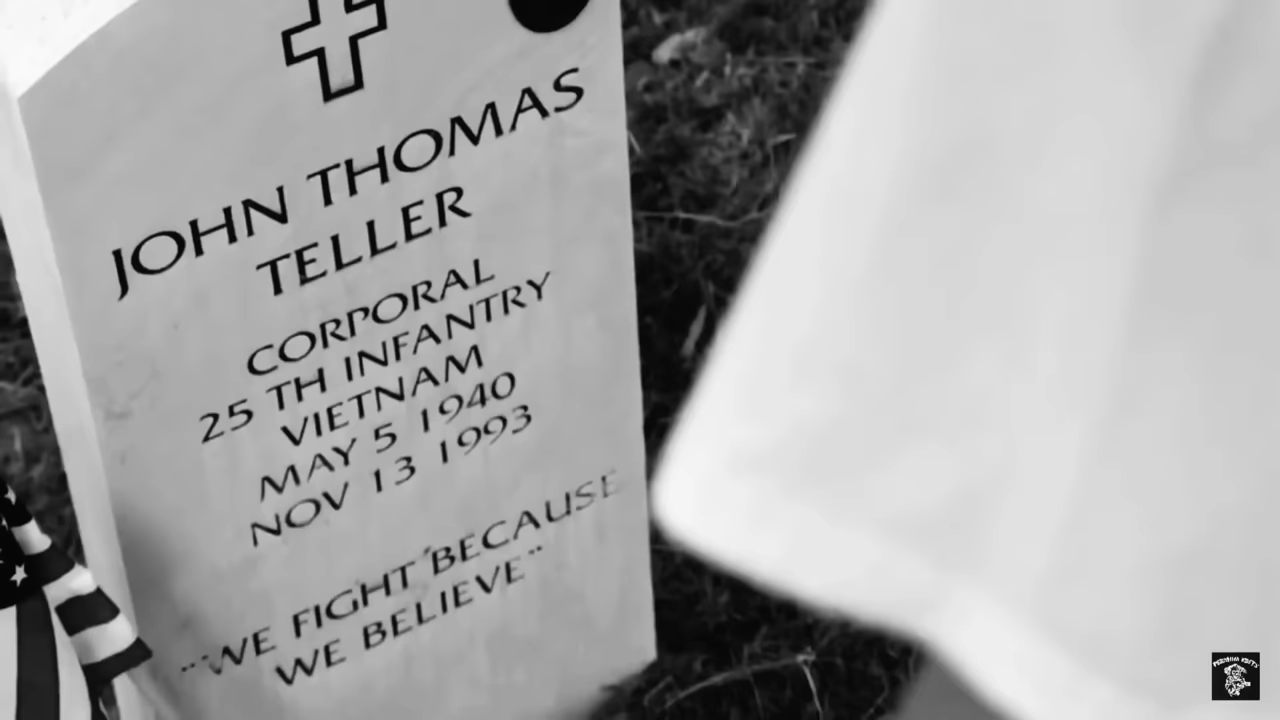 JOHN THOMAS
TELLER
CORPORAL
25 TH INFANTRY
VIETNAM
MAY 5 1940
NOV 13 1993
"WE FIGHT BECAUSE
WE BELIEVE"